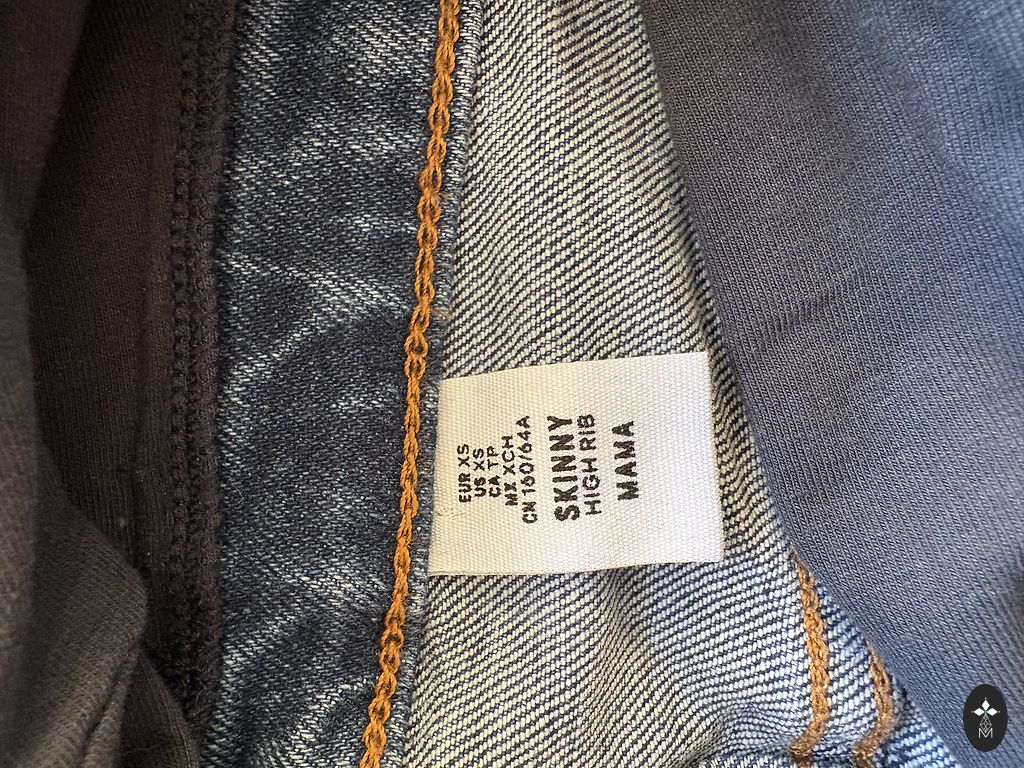 EUR XS
US XS
CA TP
MX XCH
CN 160/64A
SKINNY
HIGH RIB
MAMA
M